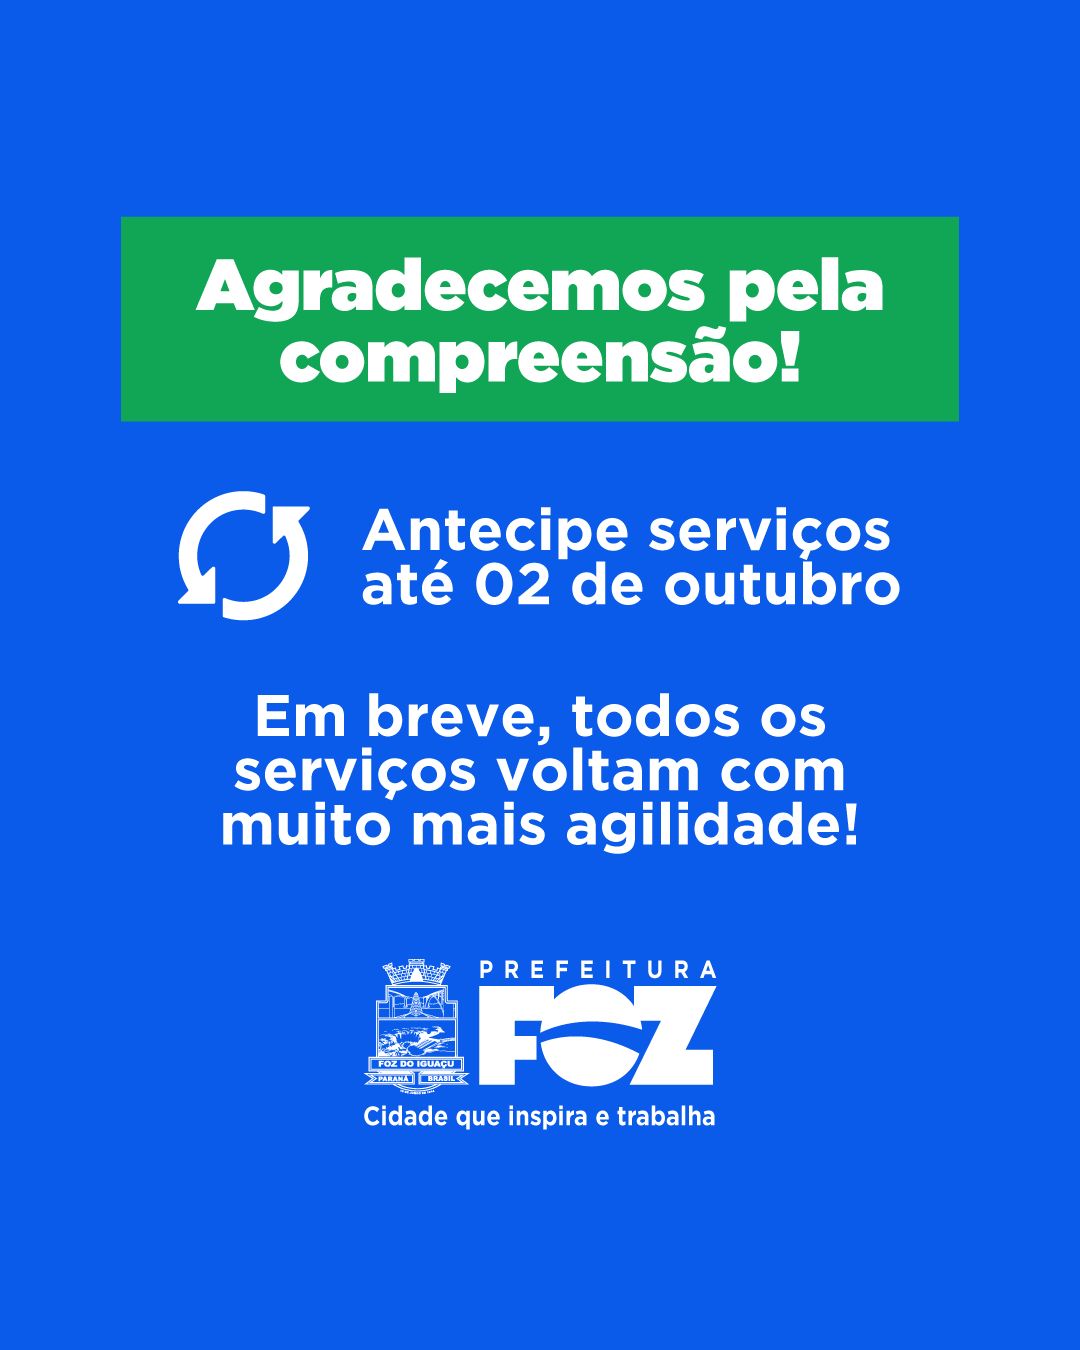 Agradecemos pela
compreensão!
Antecipe serviços
até 02 de outubro
Em breve, todos os
serviços voltam com
muito mais agilidade!
PREFEITURA
FOZ
FOZ DO IGUAÇU
PARANÁ BRASIL
Cidade que inspira e trabalha